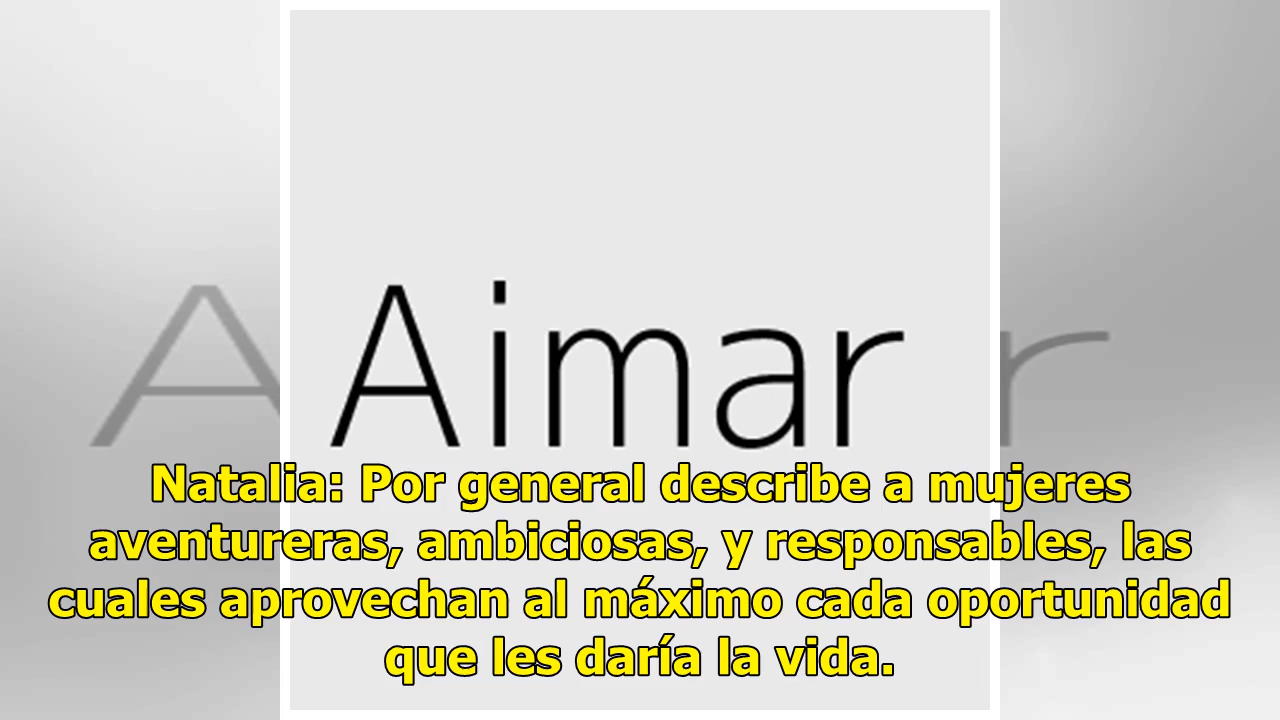 Aimar
Natalia: Por general describe a mujeres
aventureras, ambiciosas, y responsables, las
cuales aprovechan al máximo cada oportunidad
que les daría la vida.